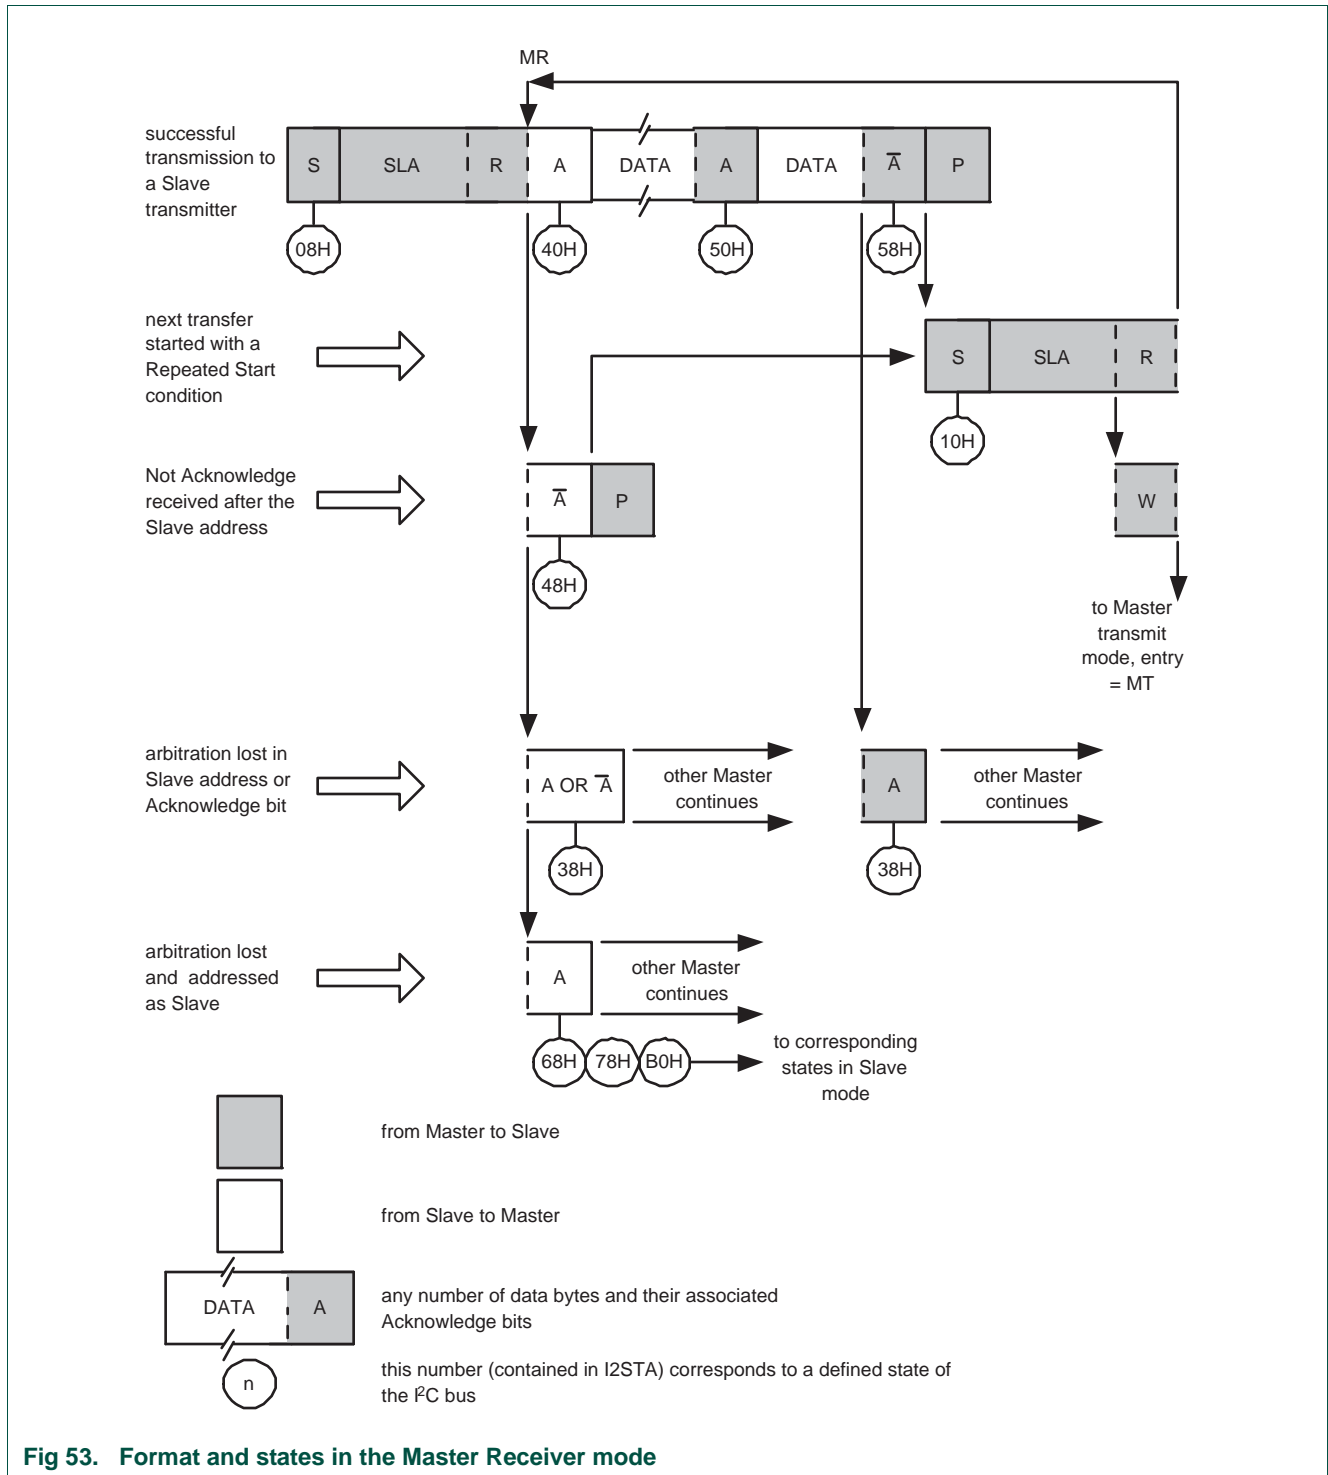 MR
successful
transmission to
a Slave
transmitter
S SLA R A DATA A DATA A̅ P
08H 40H 50H 58H
next transfer
started with a
Repeated Start
condition
S SLA R
10H
Not Acknowledge
received after the
Slave address
A̅ P
W
48H
to Master
transmit
mode, entry
= MT
arbitration lost in
Slave address or
Acknowledge bit
A OR A̅
other Master
continues
A
other Master
continues
38H 38H
arbitration lost
and addressed
as Slave
A
other Master
continues
68H 78H B0H
to corresponding
states in Slave
mode
from Master to Slave
from Slave to Master
DATA A
any number of data bytes and their associated
Acknowledge bits
n
this number (contained in I2STA) corresponds to a defined state of
the I²C bus
Fig 53. Format and states in the Master Receiver mode